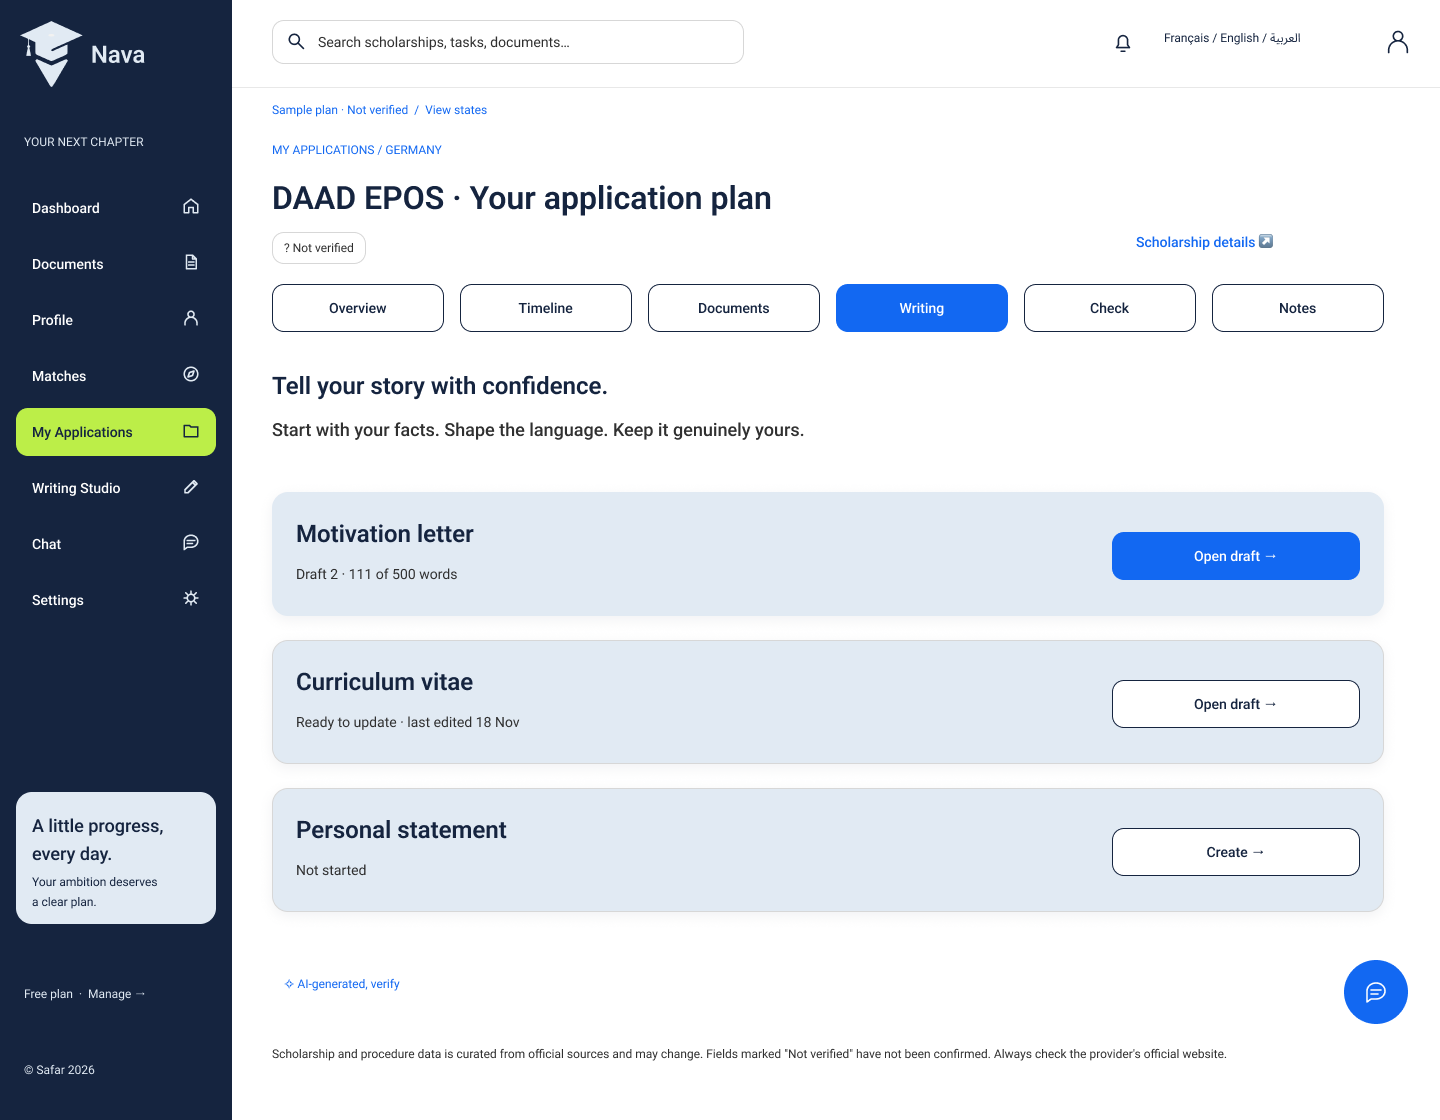 Nava
YOUR NEXT CHAPTER
Dashboard
Documents
Profile
Matches
My Applications
Writing Studio
Chat
Settings
A little progress,
every day.
Your ambition deserves
a clear plan.
Free plan · Manage →
© Safar 2026
Search scholarships, tasks, documents...
Français / English / العربية
Sample plan · Not verified / View states
MY APPLICATIONS / GERMANY
DAAD EPOS · Your application plan
? Not verified
Scholarship details ↗
Overview
Timeline
Documents
Writing
Check
Notes
Tell your story with confidence.
Start with your facts. Shape the language. Keep it genuinely yours.
Motivation letter
Draft 2 · 111 of 500 words
Open draft →
Curriculum vitae
Ready to update · last edited 18 Nov
Open draft →
Personal statement
Not started
Create →
✧ AI-generated, verify
Scholarship and procedure data is curated from official sources and may change. Fields marked "Not verified" have not been confirmed. Always check the provider's official website.